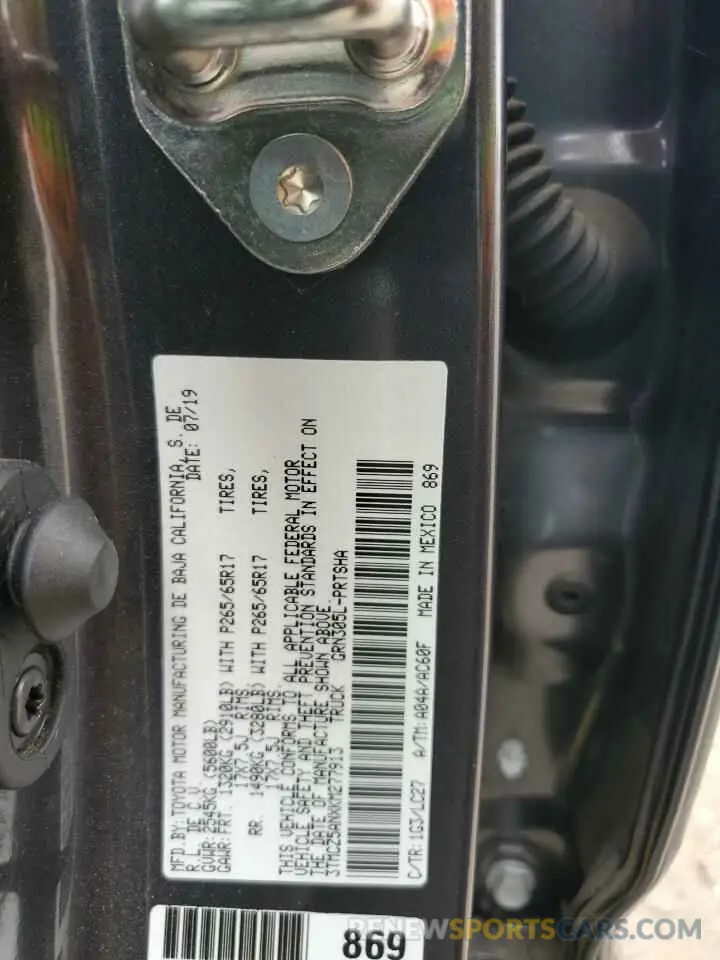 MFD.BY:TOYOTA MOTOR MANUFACTURING DE BAJA CALIFORNIA, S. DE
R.L. DE C.V. DATE: 07/19
GVWR:2545KG (5600LB)
GAWR:FRT. 1320KG (2910LB) WITH P265/65R17 TIRES,
17X7.5J RIMS,
RR. 1490KG (3280LB) WITH P265/65R17 TIRES,
17X7.5J RIMS.
THIS VEHICLE CONFORMS TO ALL APPLICABLE FEDERAL MOTOR
VEHICLE SAFETY AND THEFT PREVENTION STANDARDS IN EFFECT ON
THE DATE OF MANUFACTURE SHOWN ABOVE.
3TMCZ5ANXKM277913 TRUCK GRN305L-PRTSHA
C/TR:1G3/LC27 A/TM:A04A/AC60F MADE IN MEXICO 869
869
RENEWSPORTSCARS.COM